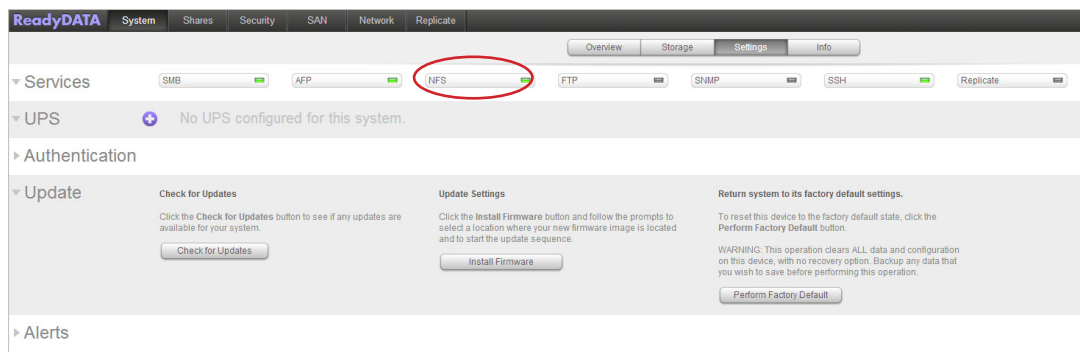 ReadyDATA System Shares Security SAN Network Replicate
Overview Storage Settings Info
Services SMB AFP NFS FTP SNMP SSH Replicate
UPS No UPS configured for this system.
Authentication
Update
Check for Updates
Click the Check for Updates button to see if any updates are
available for your system.
Check for Updates
Update Settings
Click the Install Firmware button and follow the prompts to
select a location where your new firmware image is located
and to start the update sequence.
Install Firmware
Return system to its factory default settings.
To reset this device to the factory default state, click the
Perform Factory Default button.
WARNING: This operation clears ALL data and configuration
on this device, with no recovery option. Backup any data that
you wish to save before performing this operation.
Perform Factory Default
Alerts